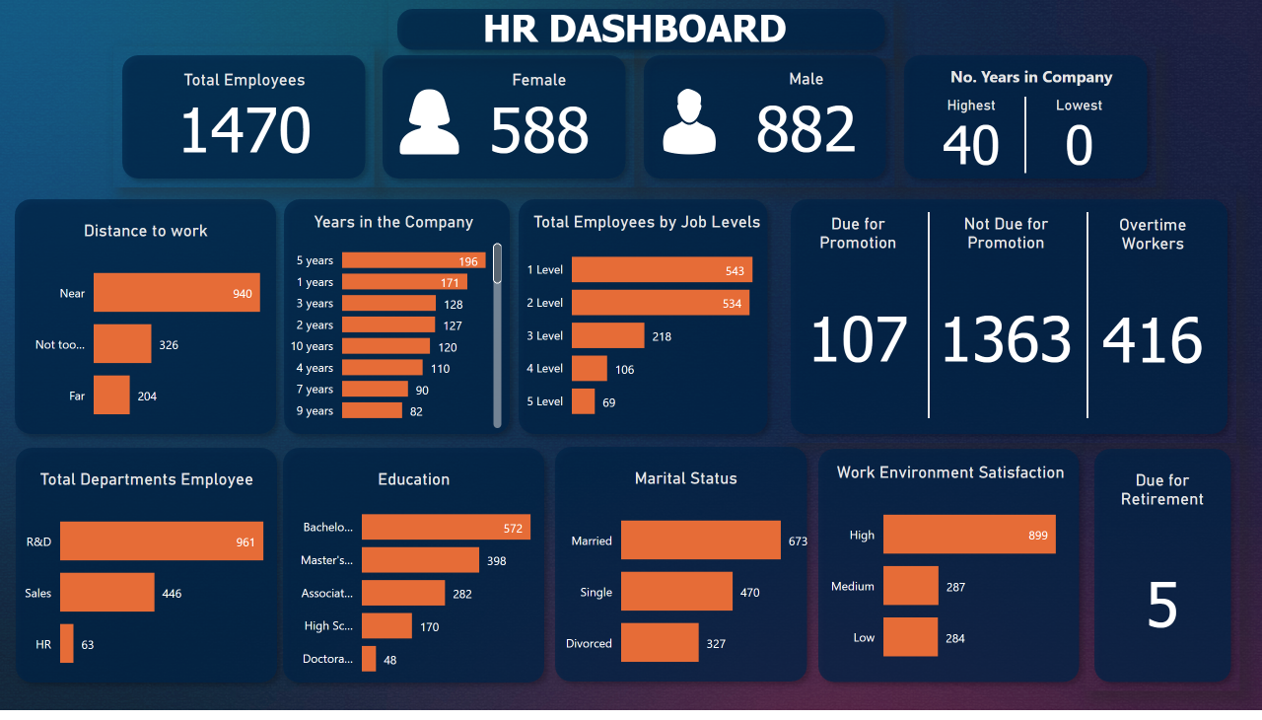 HR DASHBOARD
Total Employees
1470
Female
588
Male
882
No. Years in Company
Highest
40
Lowest
0
Distance to work
Near 940
Not too... 326
Far 204
Years in the Company
5 years 196
1 years 171
3 years 128
2 years 127
10 years 120
4 years 110
7 years 90
9 years 82
Total Employees by Job Levels
1 Level 543
2 Level 534
3 Level 218
4 Level 106
5 Level 69
Due for
Promotion
107
Not Due for
Promotion
1363
Overtime
Workers
416
Total Departments Employee
R&D 961
Sales 446
HR 63
Education
Bachelo... 572
Master's... 398
Associat... 282
High Sc... 170
Doctora... 48
Marital Status
Married 673
Single 470
Divorced 327
Work Environment Satisfaction
High 899
Medium 287
Low 284
Due for
Retirement
5